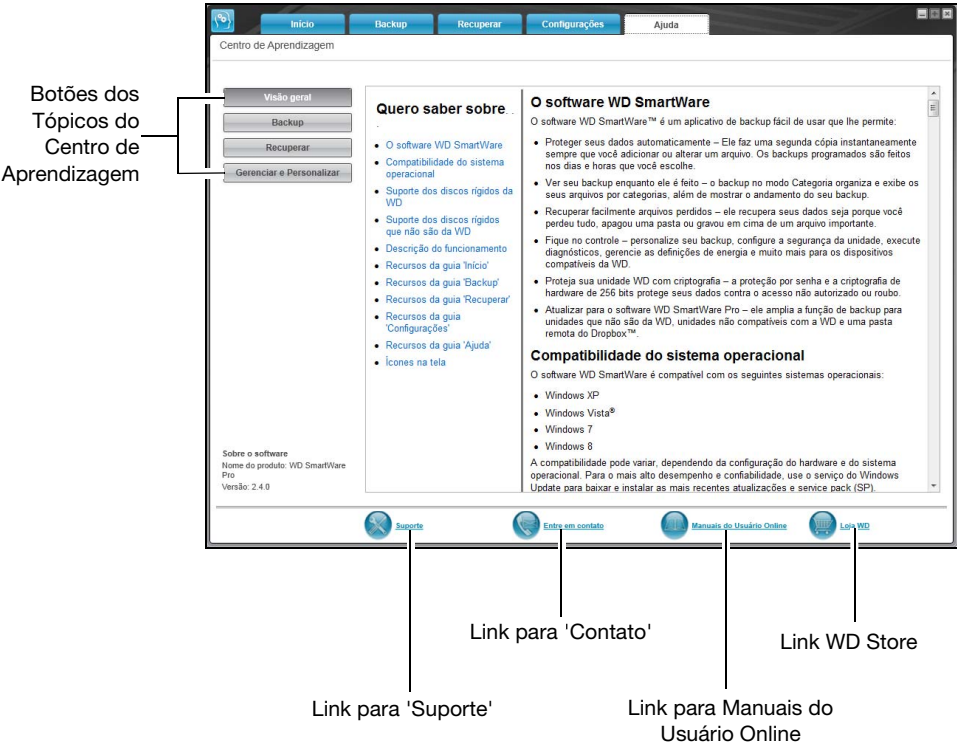 Início
Backup
Recuperar
Configurações
Ajuda
Centro de Aprendizagem
Botões dos
Tópicos do
Centro de
Aprendizagem
Visão geral
Backup
Recuperar
Gerenciar e Personalizar
Sobre o software
Nome do produto: WD SmartWare
Pro
Versão: 2.4.0
Quero saber sobre. .
.
• O software WD SmartWare
• Compatibilidade do sistema
operacional
• Suporte dos discos rígidos da
WD
• Suporte dos discos rígidos
que não são da WD
• Descrição do funcionamento
• Recursos da guia 'Início'
• Recursos da guia 'Backup'
• Recursos da guia 'Recuperar'
• Recursos da guia
'Configurações'
• Recursos da guia 'Ajuda'
• Ícones na tela
O software WD SmartWare
O software WD SmartWare™ é um aplicativo de backup fácil de usar que lhe permite:
• Proteger seus dados automaticamente – Ele faz uma segunda cópia instantaneamente
sempre que você adicionar ou alterar um arquivo. Os backups programados são feitos
nos dias e horas que você escolhe.
• Ver seu backup enquanto ele é feito – o backup no modo Categoria organiza e exibe os
seus arquivos por categorias, além de mostrar o andamento do seu backup.
• Recuperar facilmente arquivos perdidos – ele recupera seus dados seja porque você
perdeu tudo, apagou uma pasta ou gravou em cima de um arquivo importante.
• Fique no controle – personalize seu backup, configure a segurança da unidade, execute
diagnósticos, gerencie as definições de energia e muito mais para os dispositivos
compatíveis da WD.
• Proteja sua unidade WD com criptografia – a proteção por senha e a criptografia de
hardware de 256 bits protege seus dados contra o acesso não autorizado ou roubo.
• Atualizar para o software WD SmartWare Pro – ele amplia a função de backup para
unidades que não são da WD, unidades não compatíveis com a WD e uma pasta
remota do Dropbox™.
Compatibilidade do sistema operacional
O software WD SmartWare é compatível com os seguintes sistemas operacionais:
• Windows XP
• Windows Vista®
• Windows 7
• Windows 8
A compatibilidade pode variar, dependendo da configuração do hardware e do sistema
operacional. Para o mais alto desempenho e confiabilidade, use o serviço do Windows
Update para baixar e instalar as mais recentes atualizações e service pack (SP).
Suporte
Entre em contato
Manuais do Usuário Online
Loja WD
Link para 'Contato'
Link WD Store
Link para 'Suporte'
Link para Manuais do
Usuário Online